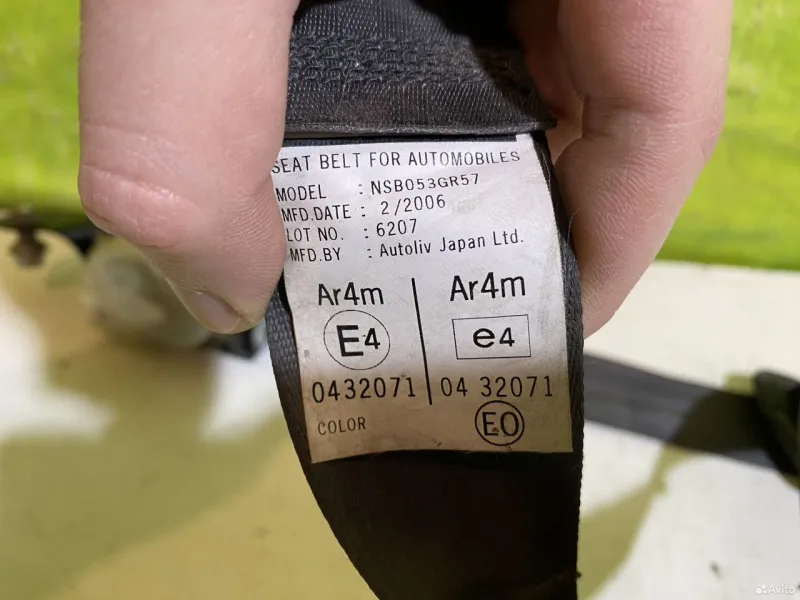 SEAT BELT FOR AUTOMOBILES
MODEL : NSB053GR57
MFD.DATE : 2/2006
LOT NO. : 6207
MFD.BY : Autoliv Japan Ltd.
Ar4m Ar4m
E4 e4
0432071 04 32071
COLOR EO
Avito